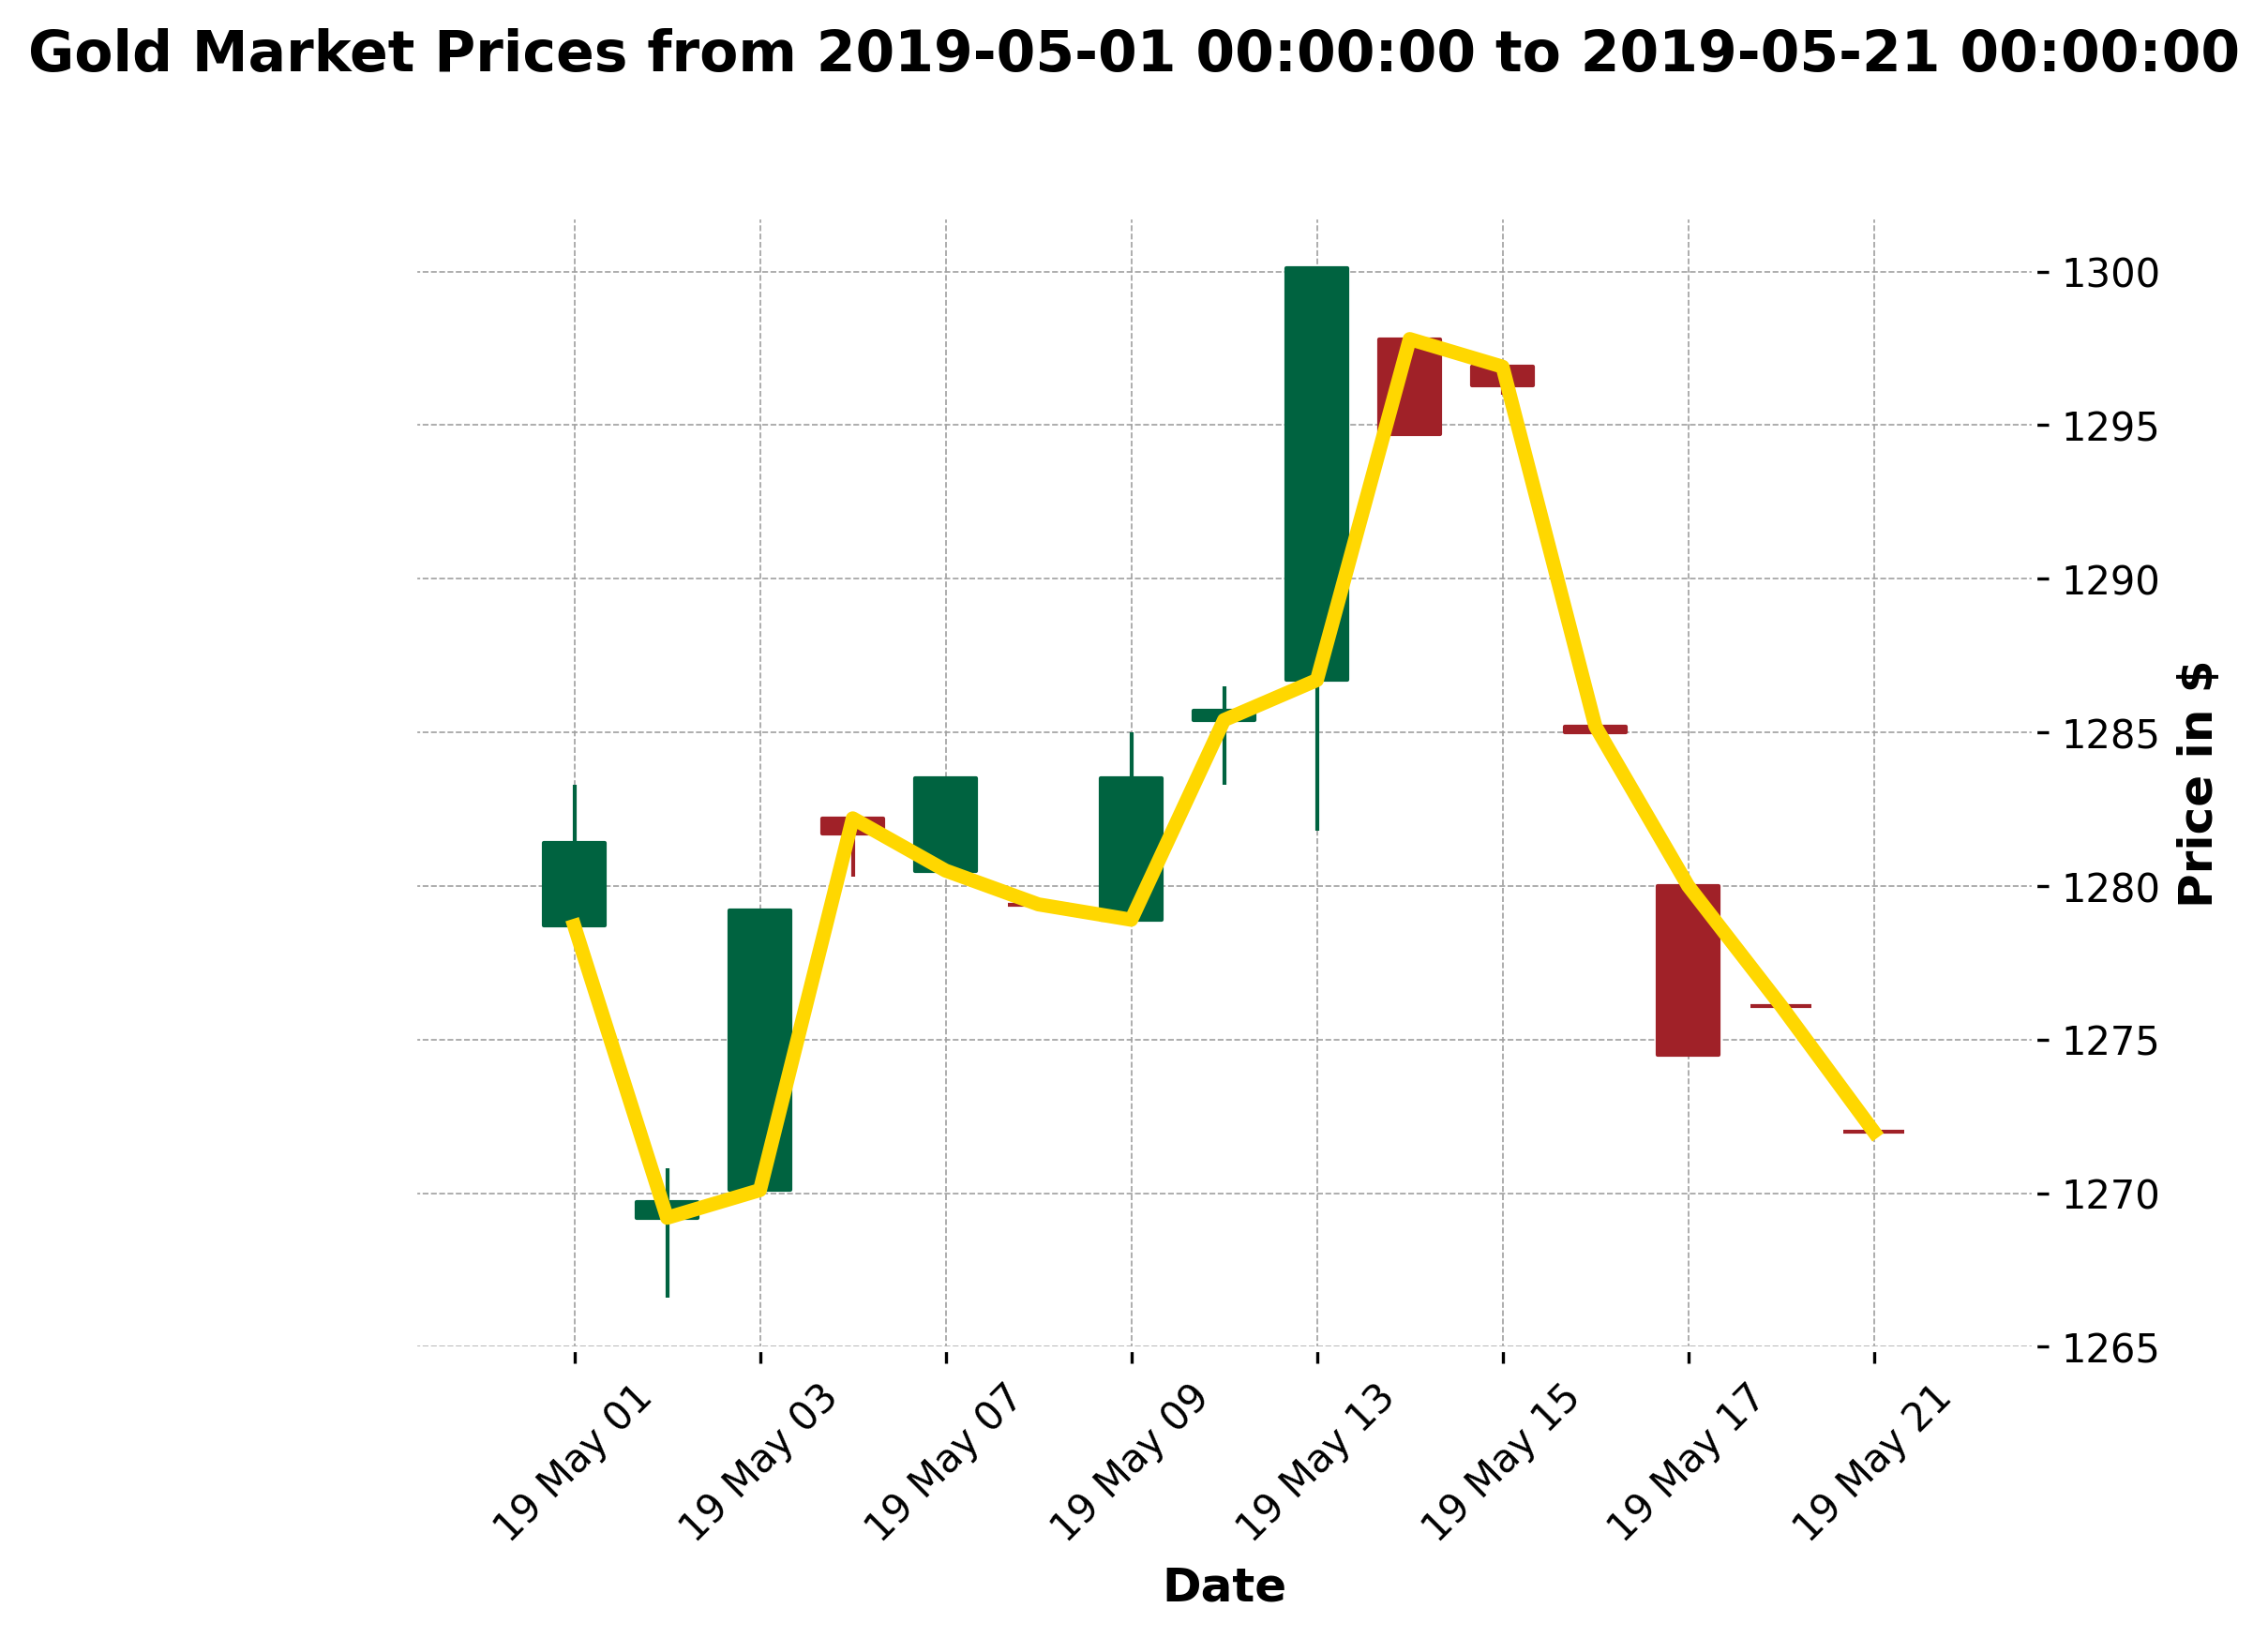 Gold Market Prices from 2019-05-01 00:00:00 to 2019-05-21 00:00:00
1300
1295
1290
1285
1280
1275
1270
1265
Price in $
19 May 01
19 May 03
19 May 07
19 May 09
19 May 13
19 May 15
19 May 17
19 May 21
Date